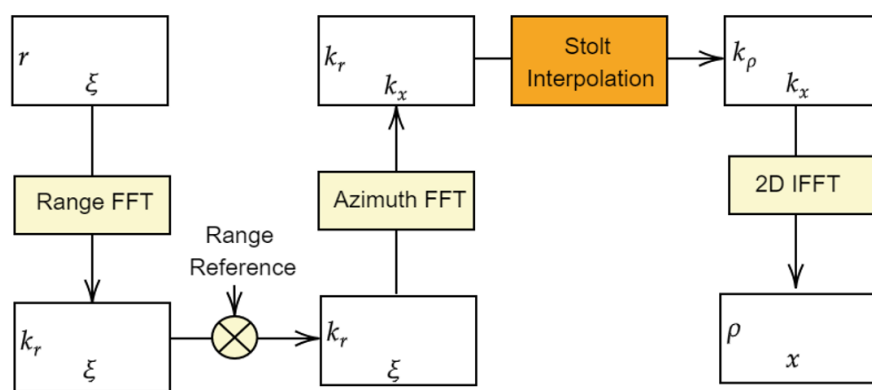 r
ξ
Range FFT
k_r
ξ
Range
Reference
k_r
ξ
Azimuth FFT
k_r
k_x
Stolt
Interpolation
k_ρ
k_x
2D IFFT
ρ
x